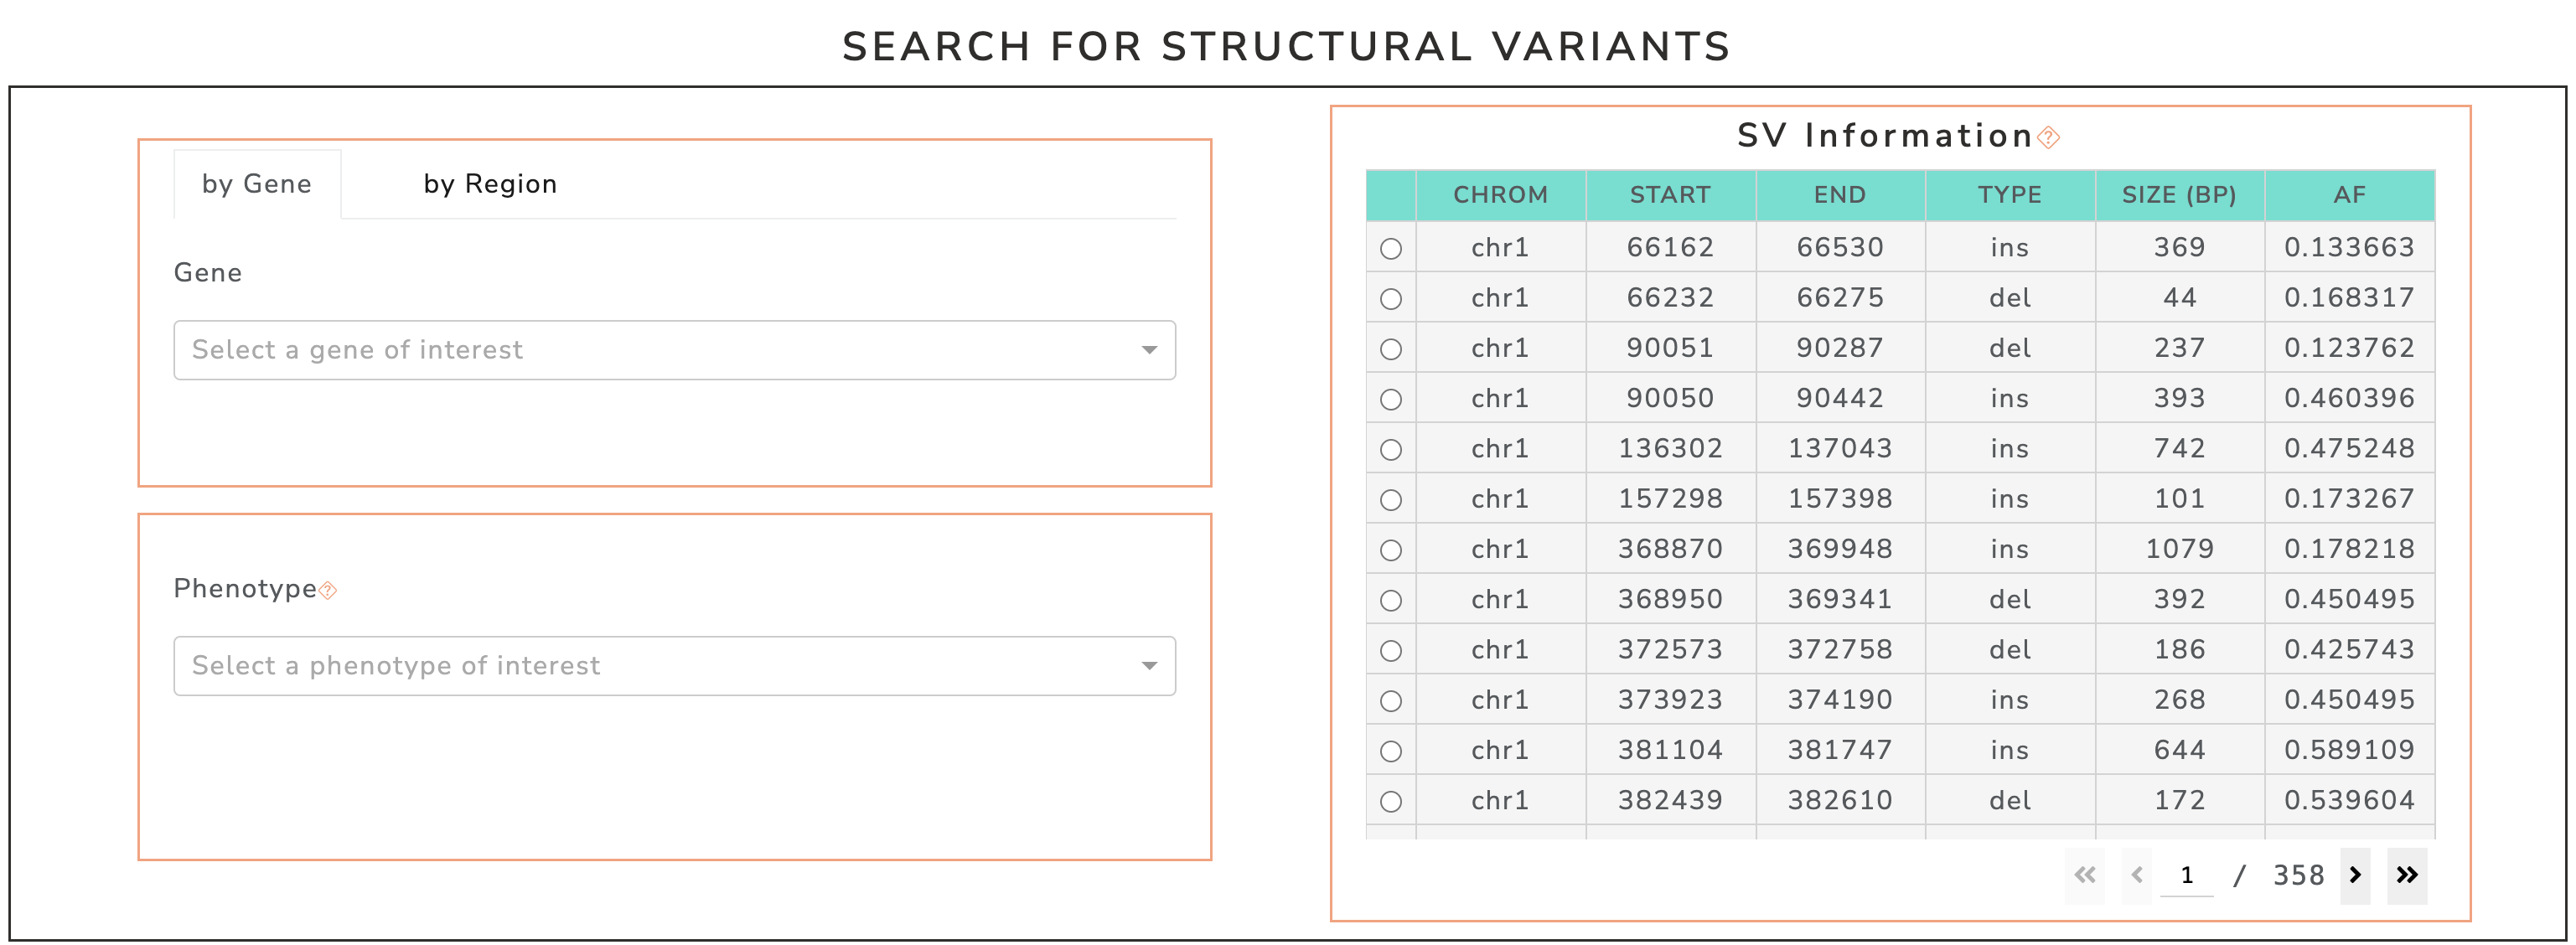 SEARCH FOR STRUCTURAL VARIANTS
by Gene by Region
Gene
Select a gene of interest
Phenotype?
Select a phenotype of interest
SV Information?
CHROM START END TYPE SIZE (BP) AF
chr1 66162 66530 ins 369 0.133663
chr1 66232 66275 del 44 0.168317
chr1 90051 90287 del 237 0.123762
chr1 90050 90442 ins 393 0.460396
chr1 136302 137043 ins 742 0.475248
chr1 157298 157398 ins 101 0.173267
chr1 368870 369948 ins 1079 0.178218
chr1 368950 369341 del 392 0.450495
chr1 372573 372758 del 186 0.425743
chr1 373923 374190 ins 268 0.450495
chr1 381104 381747 ins 644 0.589109
chr1 382439 382610 del 172 0.539604
« ‹ 1 / 358 › »